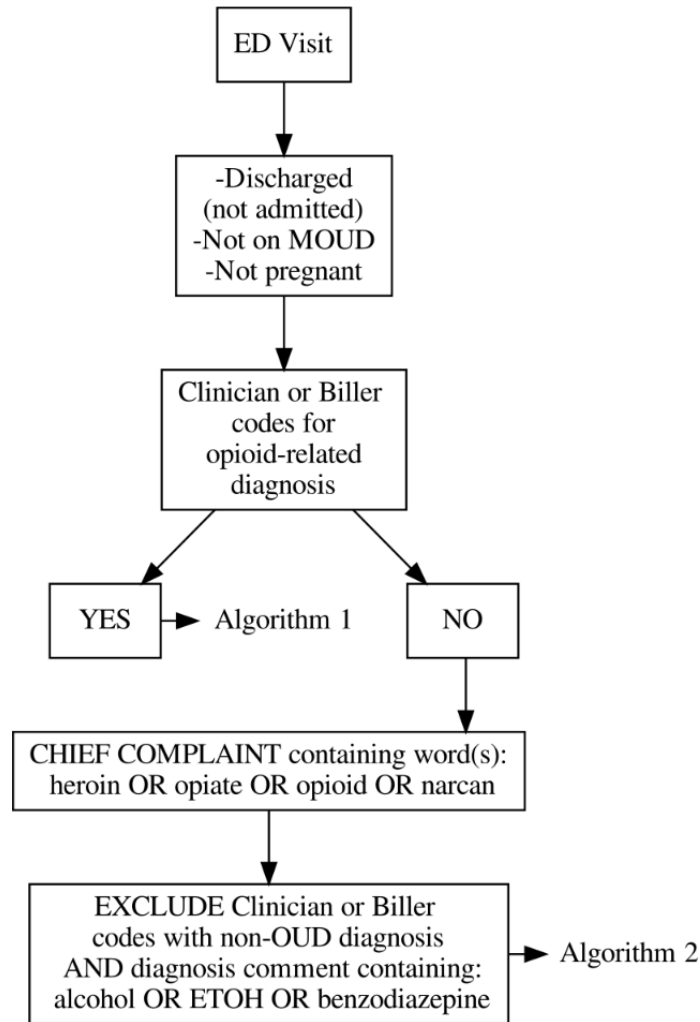 ED Visit
-Discharged
(not admitted)
-Not on MOUD
-Not pregnant
Clinician or Biller
codes for
opioid-related
diagnosis
YES
Algorithm 1
NO
CHIEF COMPLAINT containing word(s):
heroin OR opiate OR opioid OR narcan
EXCLUDE Clinician or Biller
codes with non-OUD diagnosis
AND diagnosis comment containing:
alcohol OR ETOH OR benzodiazepine
Algorithm 2